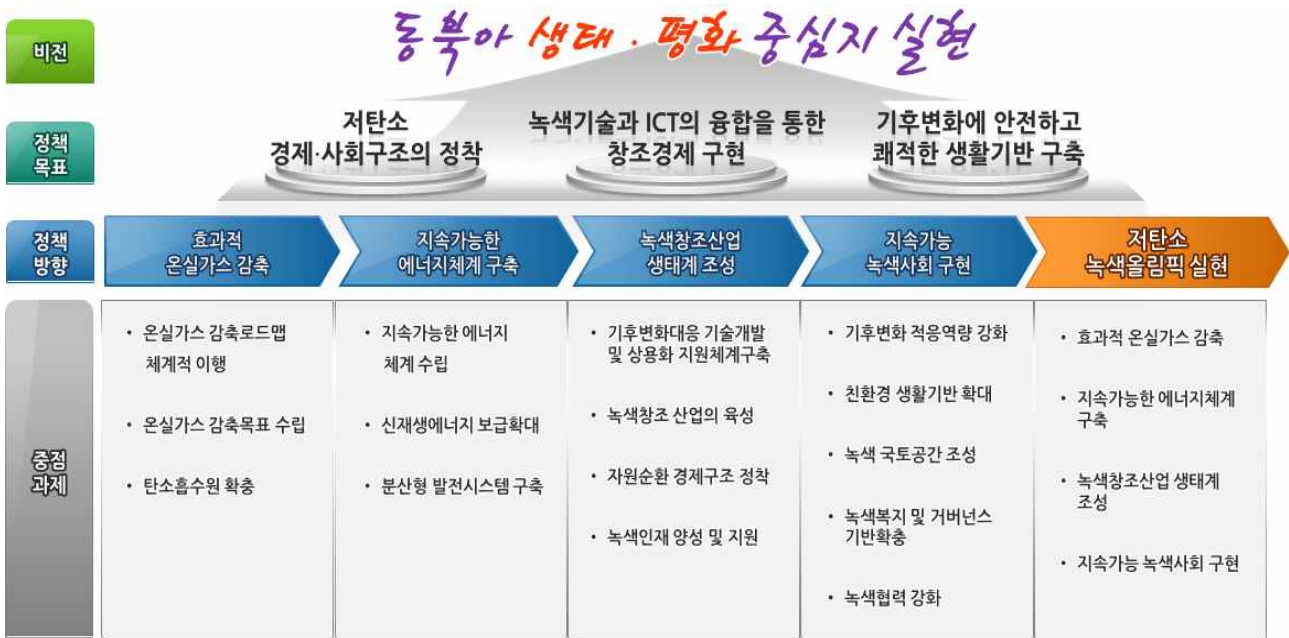 비전
동북아 생태 · 평화 중심지 실현
정책
목표
저탄소
경제·사회구조의 정착
녹색기술과 ICT의 융합을 통한
창조경제 구현
기후변화에 안전하고
쾌적한 생활기반 구축
정책
방향
효과적
온실가스 감축
지속가능한
에너지체계 구축
녹색창조산업
생태계 조성
지속가능
녹색사회 구현
저탄소
녹색올림픽 실현
중점
과제
• 온실가스 감축로드맵
체계적 이행
• 온실가스 감축목표 수립
• 탄소흡수원 확충
• 지속가능한 에너지
체계 수립
• 신재생에너지 보급확대
• 분산형 발전시스템 구축
• 기후변화대응 기술개발
및 상용화 지원체계구축
• 녹색창조 산업의 육성
• 자원순환 경제구조 정착
• 녹색인재 양성 및 지원
• 기후변화 적응역량 강화
• 친환경 생활기반 확대
• 녹색 국토공간 조성
• 녹색복지 및 거버넌스
기반확충
• 녹색협력 강화
• 효과적 온실가스 감축
• 지속가능한 에너지체계
구축
• 녹색창조산업 생태계
조성
• 지속가능 녹색사회 구현